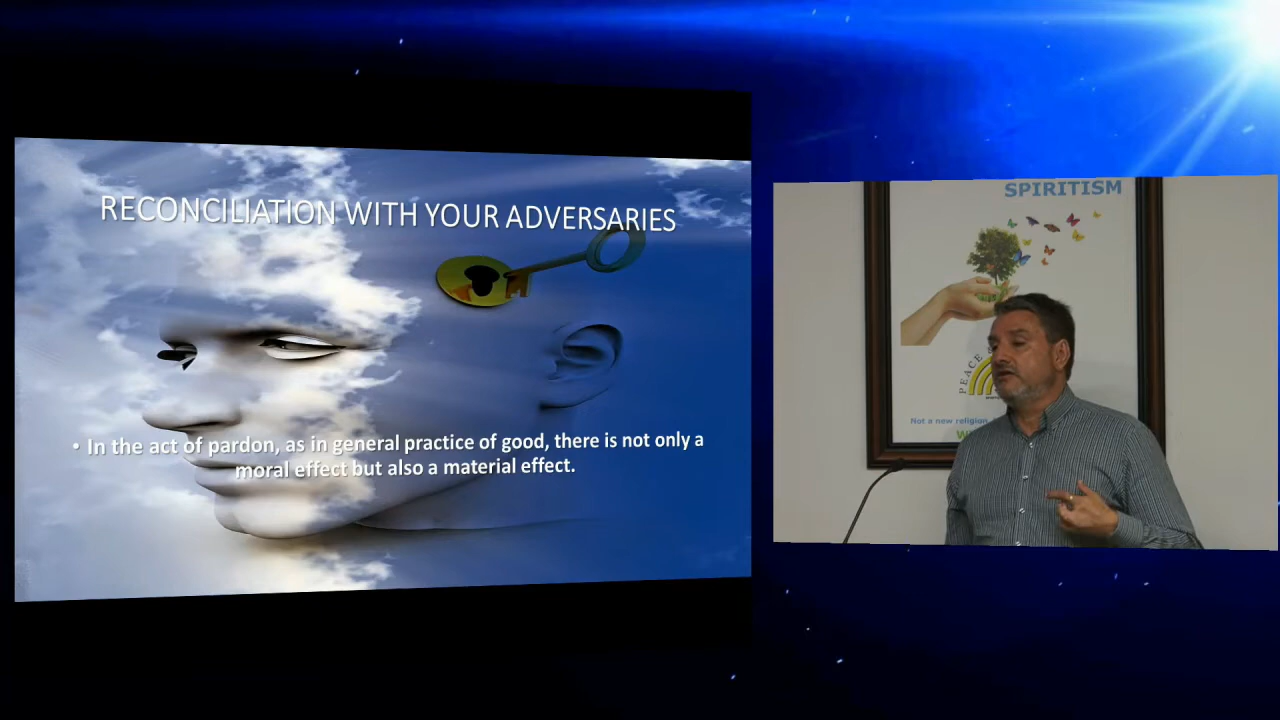 RECONCILIATION WITH YOUR ADVERSARIES
• In the act of pardon, as in general practice of good, there is not only a
moral effect but also a material effect.
SPIRITISM
PEACE
Not a new religion